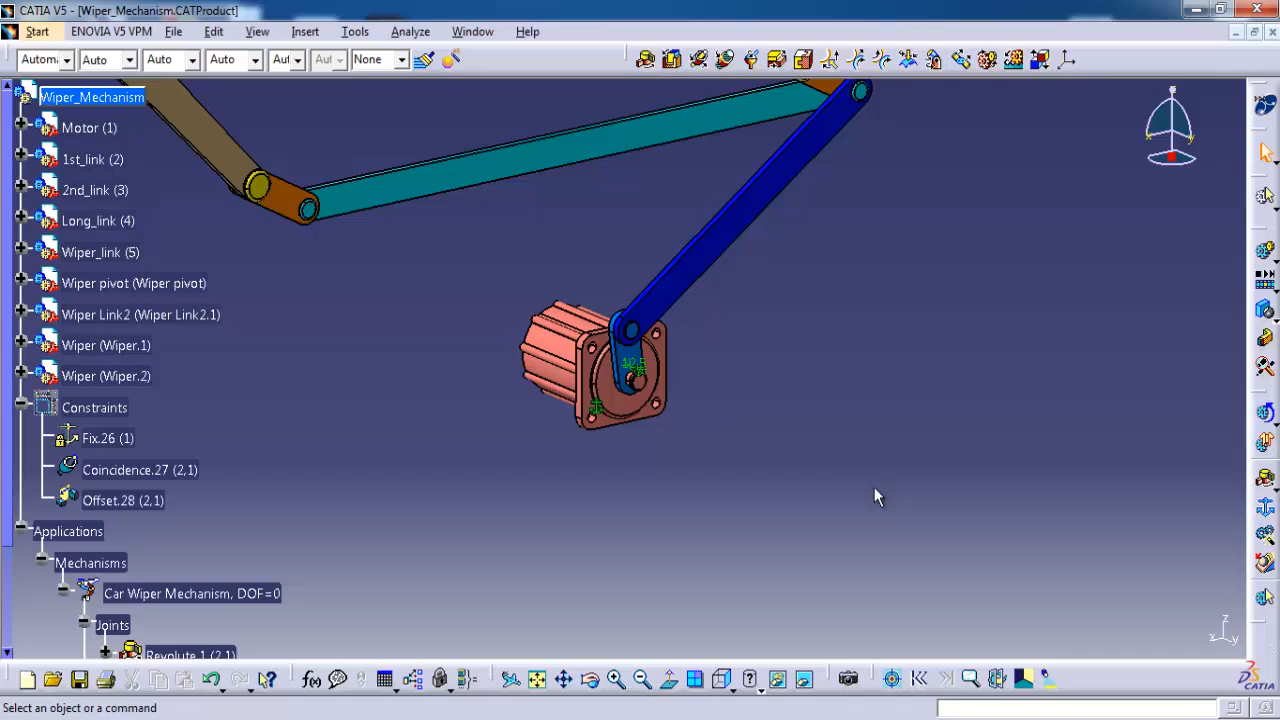 CATIA V5 - [Wiper_Mechanism.CATProduct]
Start ENOVIA V5 VPM File Edit View Insert Tools Analyze Window Help
Autom Auto Auto Auto Aut Aut None
Wiper_Mechanism
Motor (1)
1st_link (2)
2nd_link (3)
Long_link (4)
Wiper_link (5)
Wiper pivot (Wiper pivot)
Wiper Link2 (Wiper Link2.1)
Wiper (Wiper.1)
Wiper (Wiper.2)
Constraints
Fix.26 (1)
Coincidence.27 (2,1)
Offset.28 (2,1)
Applications
Mechanisms
Car Wiper Mechanism, DOF=0
Joints
Revolute.1 (2,1)
z
x y
f(x)
CATIA
Select an object or a command